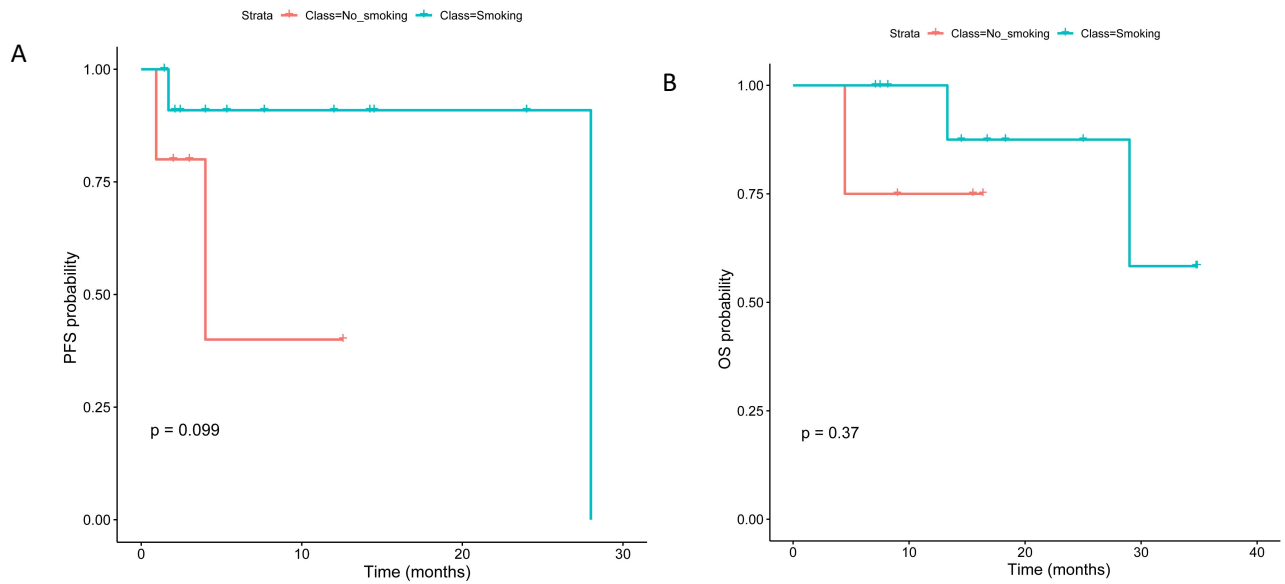 Strata Class=No_smoking Class=Smoking
A
1.00
0.75
0.50
0.25
0.00
PFS probability
p = 0.099
0 10 20 30
Time (months)
Strata Class=No_smoking Class=Smoking
B
1.00
0.75
0.50
0.25
0.00
OS probability
p = 0.37
0 10 20 30 40
Time (months)